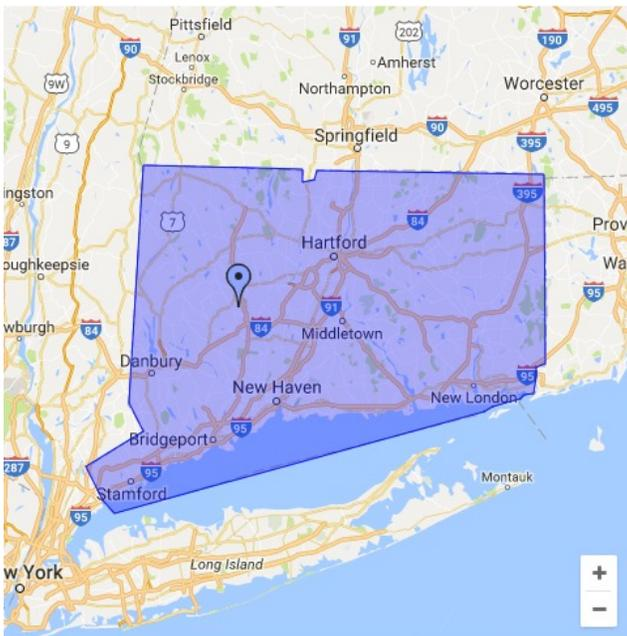 Pittsfield
202
90
91
190
Lenox
Amherst
Stockbridge
9W
Northampton
Worcester
495
90
9
Springfield
395
ingston
395
7
84
Prov
87
Hartford
oughkeepsie
Wa
95
91
wburgh
84
84
Middletown
Danbury
95
New Haven
New London
95
Bridgeport
287
95
Montauk
Stamford
95
Long Island
w York
+
−